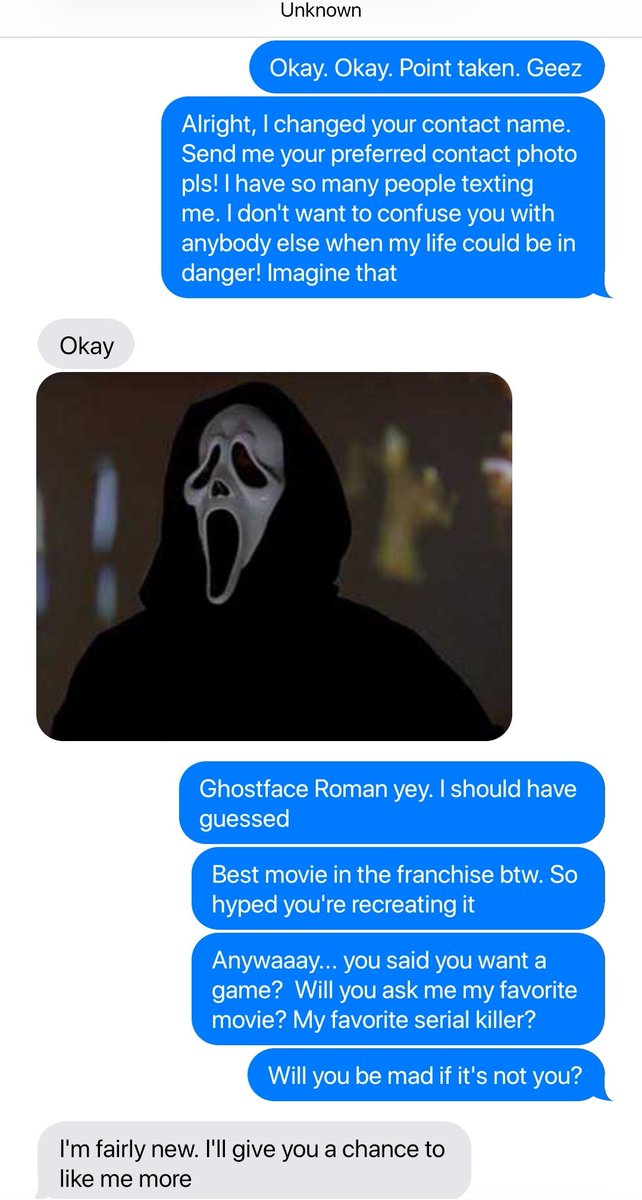 Unknown
Okay. Okay. Point taken. Geez
Alright, I changed your contact name.
Send me your preferred contact photo
pls! I have so many people texting
me. I don't want to confuse you with
anybody else when my life could be in
danger! Imagine that
Okay
Ghostface Roman yey. I should have
guessed
Best movie in the franchise btw. So
hyped you're recreating it
Anywaaay... you said you want a
game?  Will you ask me my favorite
movie? My favorite serial killer?
Will you be mad if it's not you?
I'm fairly new. I'll give you a chance to
like me more